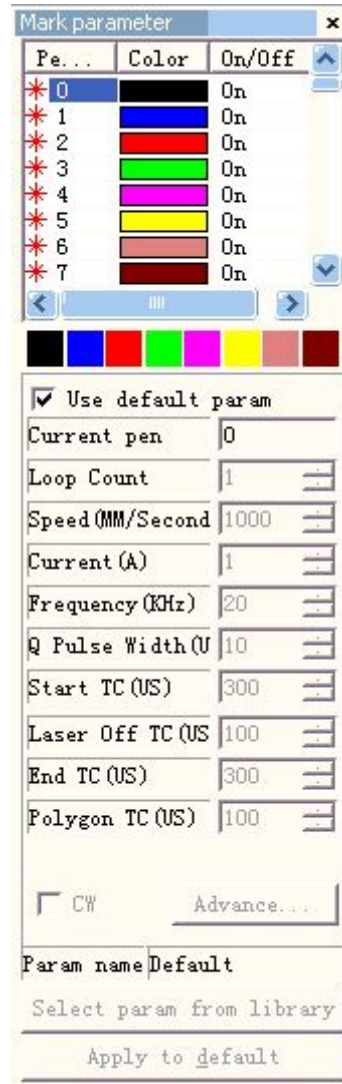 Mark parameter
Pe... Color On/Off
0 On
1 On
2 On
3 On
4 On
5 On
6 On
7 On
Use default param
Current pen 0
Loop Count 1
Speed(MM/Second 1000
Current(A) 1
Frequency(KHz) 20
Q Pulse Width(U 10
Start TC(US) 300
Laser Off TC(US 100
End TC(US) 300
Polygon TC(US) 100
CW Advance....
Param name Default
Select param from library
Apply to default